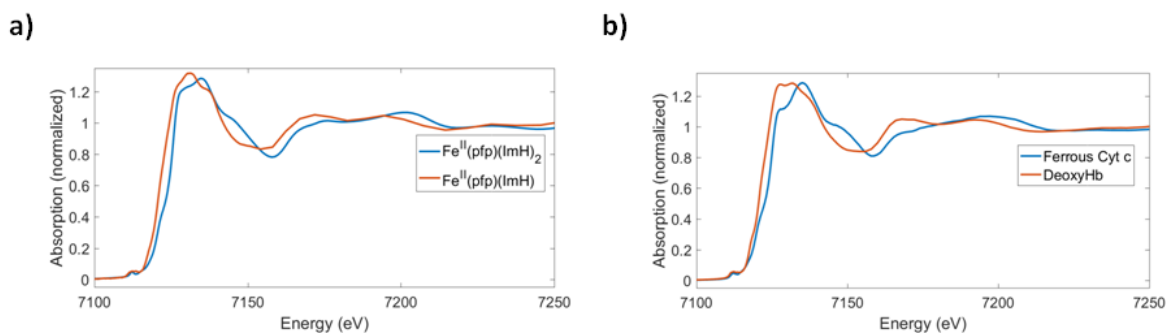 a)
Absorption (normalized)
1.2
1
0.8
0.6
0.4
0.2
0
7100
7150
7200
7250
Energy (eV)
Fe^II(pfp)(ImH)_2
Fe^II(pfp)(ImH)
b)
Absorption (normalized)
1.2
1
0.8
0.6
0.4
0.2
0
7100
7150
7200
7250
Energy (eV)
Ferrous Cyt c
DeoxyHb